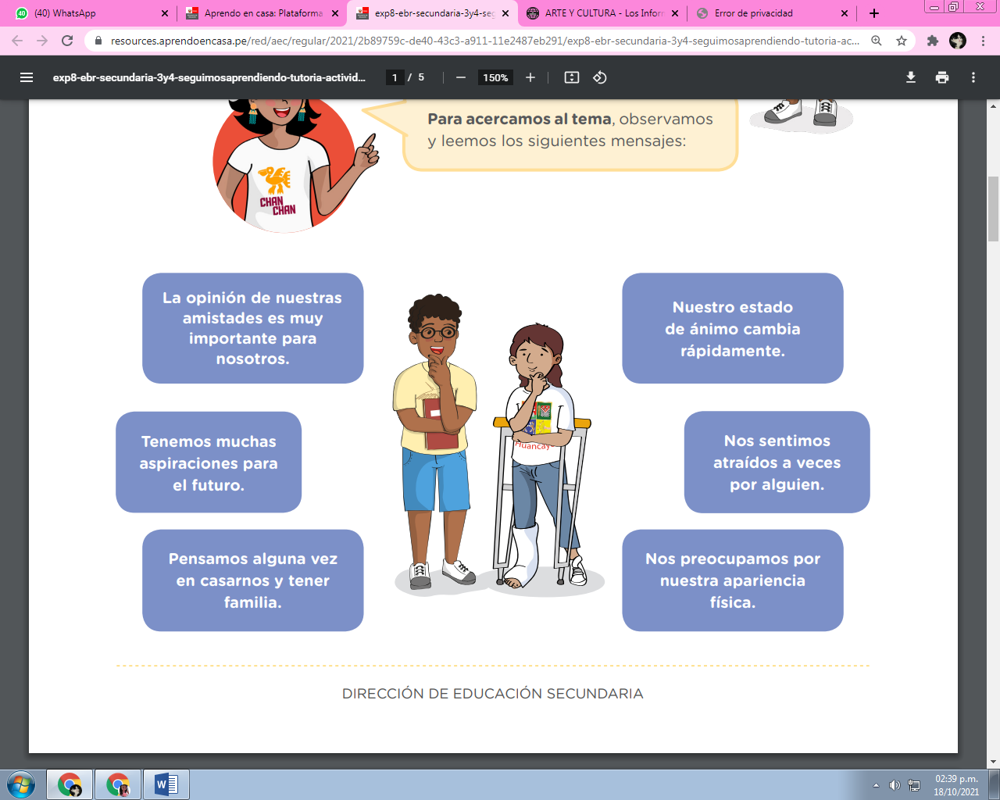 (40) WhatsApp
Aprendo en casa: Plataforma
exp8-ebr-secundaria-3y4-seg
ARTE Y CULTURA - Los Infor
Error de privacidad
resources.aprendoencasa.pe/red/aec/regular/2021/2b89759c-de40-43c3-a911-11e2487eb291/exp8-ebr-secundaria-3y4-seguimosaprendiendo-tutoria-ac...
exp8-ebr-secundaria-3y4-seguimosaprendiendo-tutoria-activid...
1 / 5
150%
Para acercarnos al tema, observamos
y leemos los siguientes mensajes:
CHAN
CHAN
La opinión de nuestras
amistades es muy
importante para
nosotros.
Nuestro estado
de ánimo cambia
rápidamente.
Tenemos muchas
aspiraciones para
el futuro.
Huancayo
Nos sentimos
atraídos a veces
por alguien.
Pensamos alguna vez
en casarnos y tener
familia.
Nos preocupamos por
nuestra apariencia
física.
DIRECCIÓN DE EDUCACIÓN SECUNDARIA
02:39 p.m.
18/10/2021